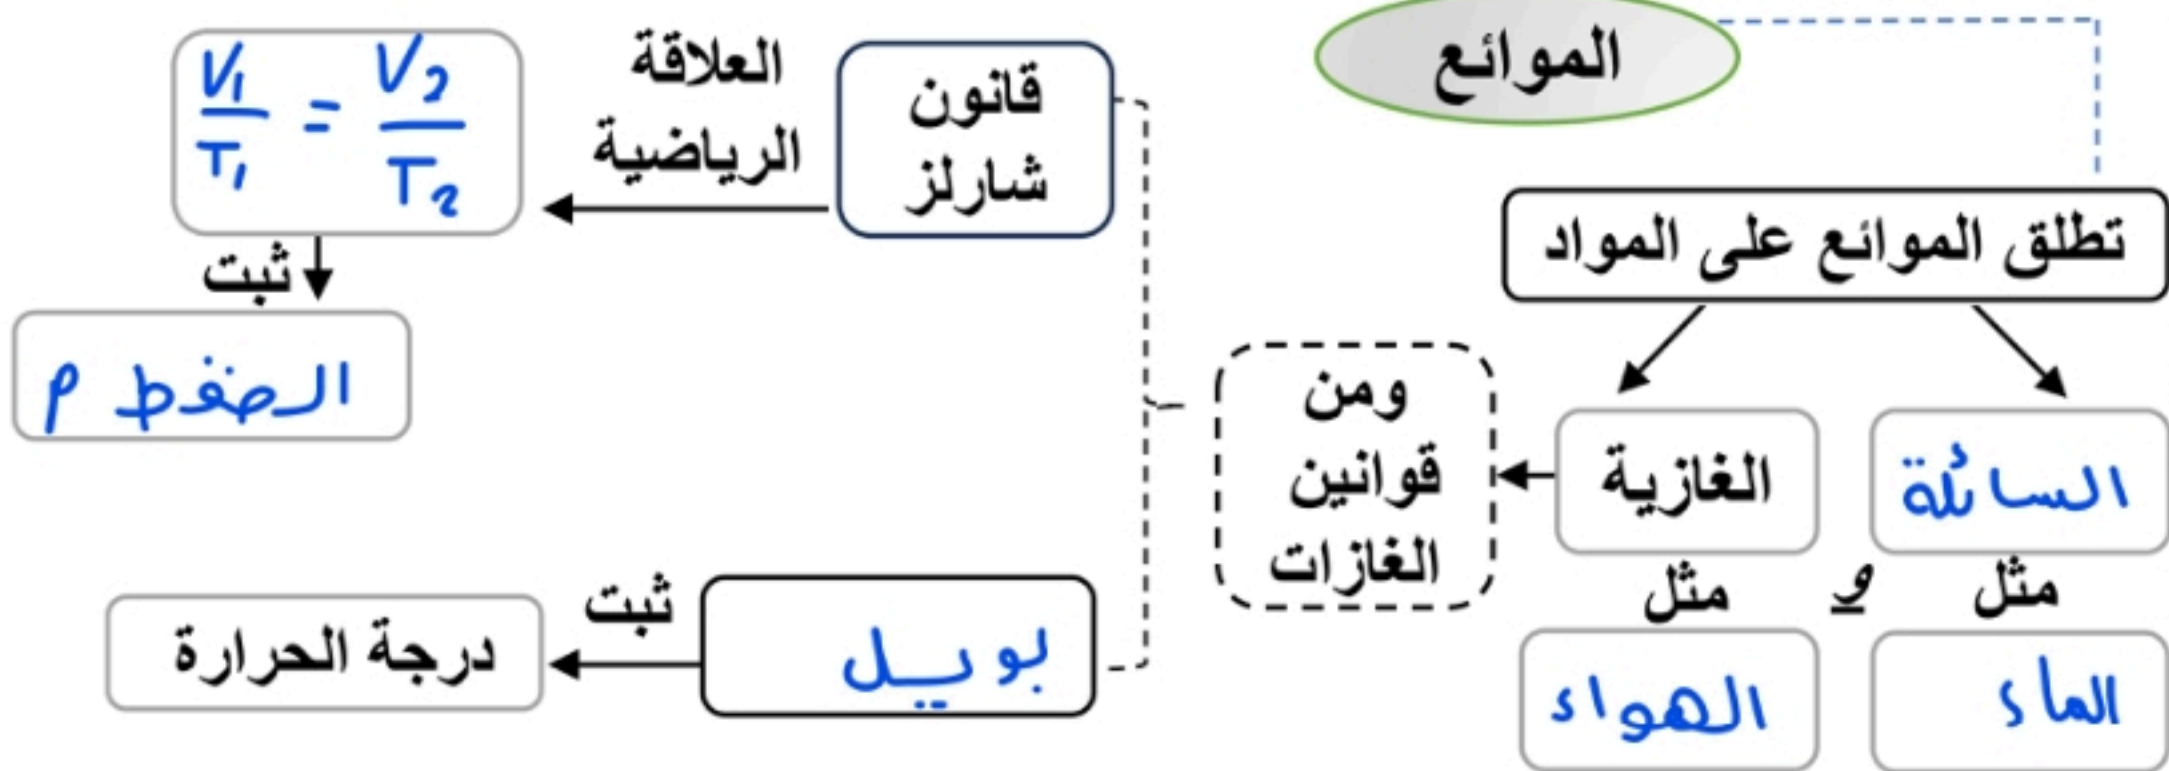 الموائع
تطلق الموائع على المواد
السائلة
مثل
الماء
و
الغازية
مثل
الهواء
ومن
قوانين
الغازات
قانون
شارلز
العلاقة
الرياضية
V1/T1 = V2/T2
ثبت
الضغط P
بويل
ثبت
درجة الحرارة